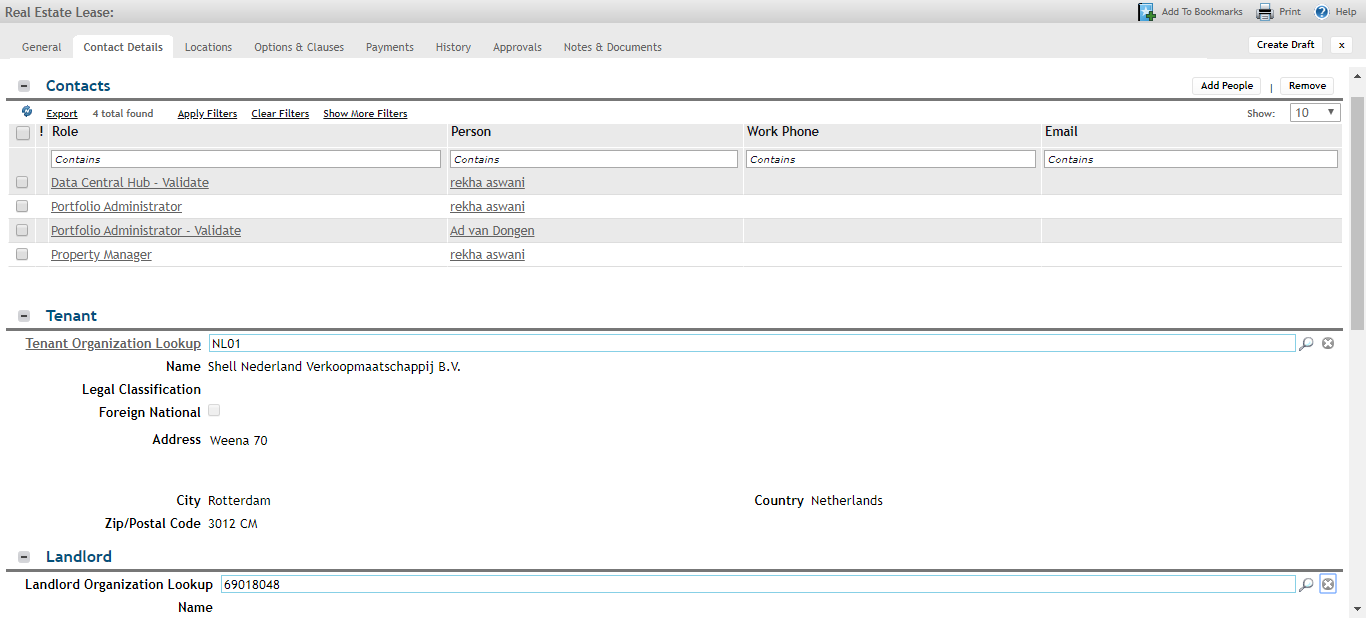 Real Estate Lease:
Add To Bookmarks Print Help
General Contact Details Locations Options & Clauses Payments History Approvals Notes & Documents Create Draft x
Contacts Add People | Remove
Export 4 total found Apply Filters Clear Filters Show More Filters Show: 10
! Role Person Work Phone Email
Contains Contains Contains Contains
Data Central Hub - Validate rekha aswani
Portfolio Administrator rekha aswani
Portfolio Administrator - Validate Ad van Dongen
Property Manager rekha aswani
Tenant
Tenant Organization Lookup NL01
Name Shell Nederland Verkoopmaatschappij B.V.
Legal Classification
Foreign National
Address Weena 70
City Rotterdam Country Netherlands
Zip/Postal Code 3012 CM
Landlord
Landlord Organization Lookup 69018048
Name